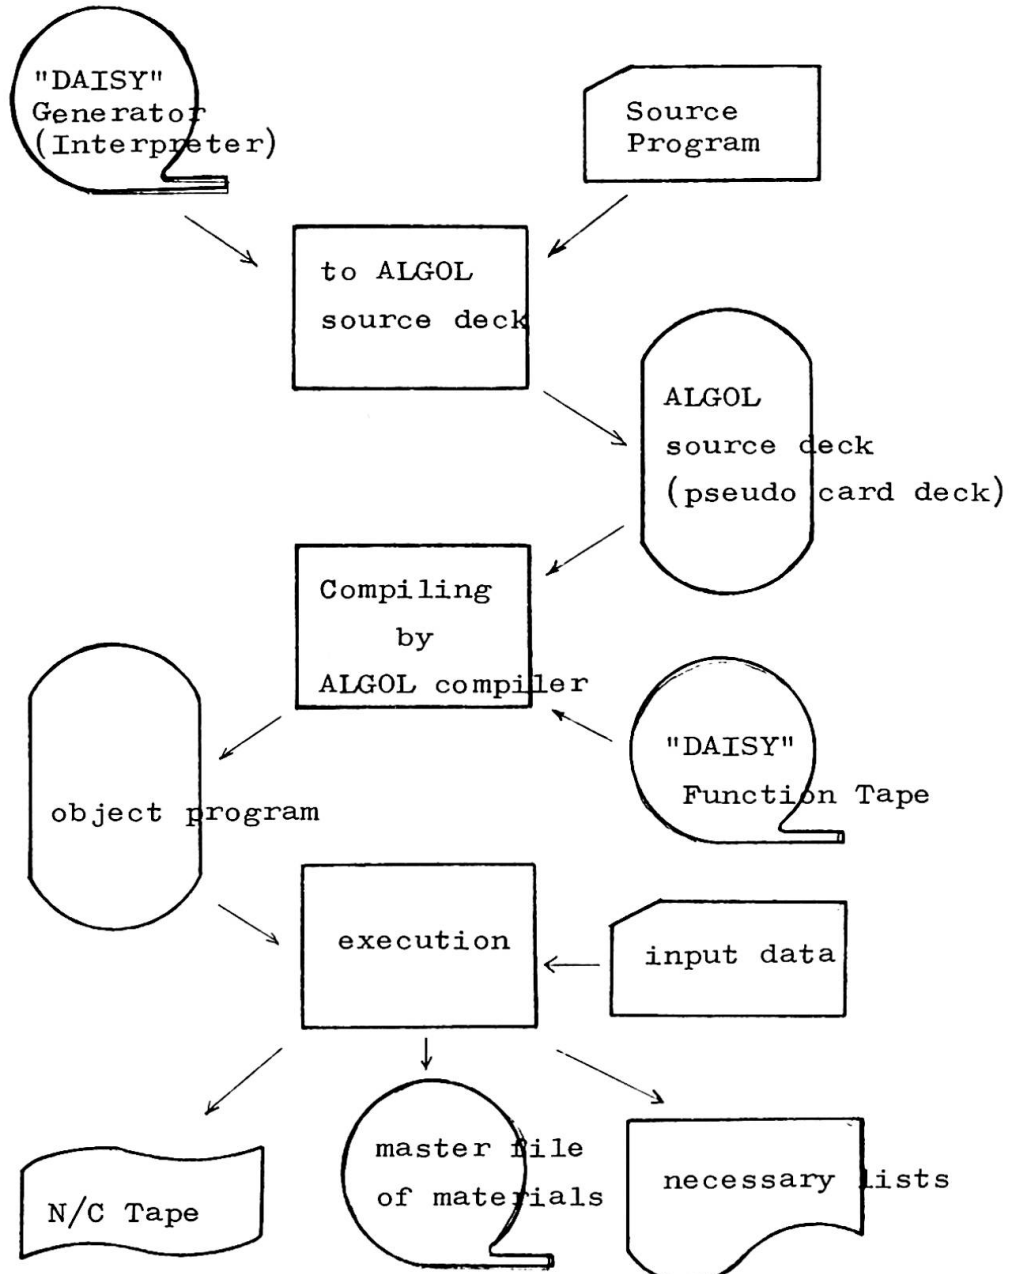 "DAISY"
Generator
(Interpreter)
Source
Program
to ALGOL
source deck
ALGOL
source deck
(pseudo card deck)
Compiling
by
ALGOL compiler
"DAISY"
Function Tape
object program
execution
input data
master file
of materials
necessary lists
N/C Tape